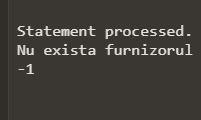 Statement processed.
Nu exista furnizorul
-1